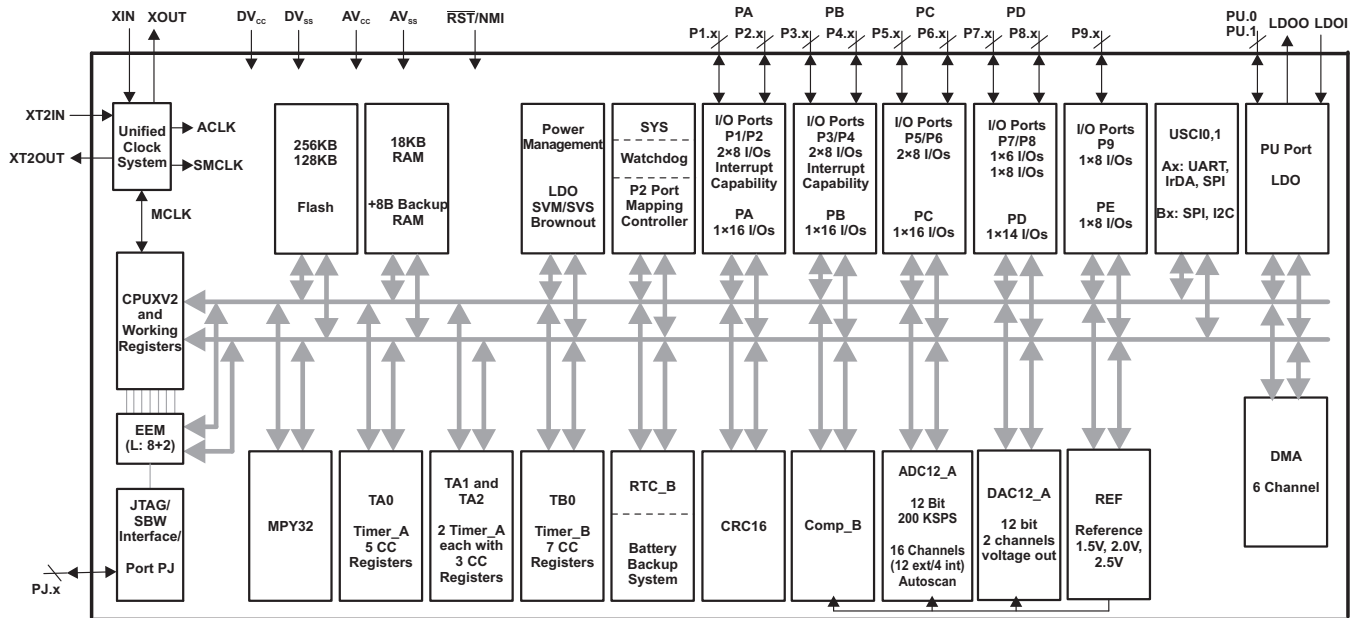 XIN XOUT DVCC DVSS AVCC AVSS RST/NMI PA PB PC PD PU.0 LDOO LDOI
P1.x P2.x P3.x P4.x P5.x P6.x P7.x P8.x P9.x PU.1
XT2IN
XT2OUT
Unified
Clock
System
ACLK
SMCLK
MCLK
256KB
128KB
Flash
18KB
RAM
+8B Backup
RAM
Power
Management
LDO
SVM/SVS
Brownout
SYS
Watchdog
P2 Port
Mapping
Controller
I/O Ports
P1/P2
2×8 I/Os
Interrupt
Capability
PA
1×16 I/Os
I/O Ports
P3/P4
2×8 I/Os
Interrupt
Capability
PB
1×16 I/Os
I/O Ports
P5/P6
2×8 I/Os
PC
1×16 I/Os
I/O Ports
P7/P8
1×6 I/Os
1×8 I/Os
PD
1×14 I/Os
I/O Ports
P9
1×8 I/Os
PE
1×8 I/Os
USCI0,1
Ax: UART,
IrDA, SPI
Bx: SPI, I2C
PU Port
LDO
CPUXV2
and
Working
Registers
EEM
(L: 8+2)
JTAG/
SBW
Interface/
Port PJ
PJ.x
MPY32
TA0
Timer_A
5 CC
Registers
TA1 and
TA2
2 Timer_A
each with
3 CC
Registers
TB0
Timer_B
7 CC
Registers
RTC_B
Battery
Backup
System
CRC16
Comp_B
ADC12_A
12 Bit
200 KSPS
16 Channels
(12 ext/4 int)
Autoscan
DAC12_A
12 bit
2 channels
voltage out
REF
Reference
1.5V, 2.0V,
2.5V
DMA
6 Channel